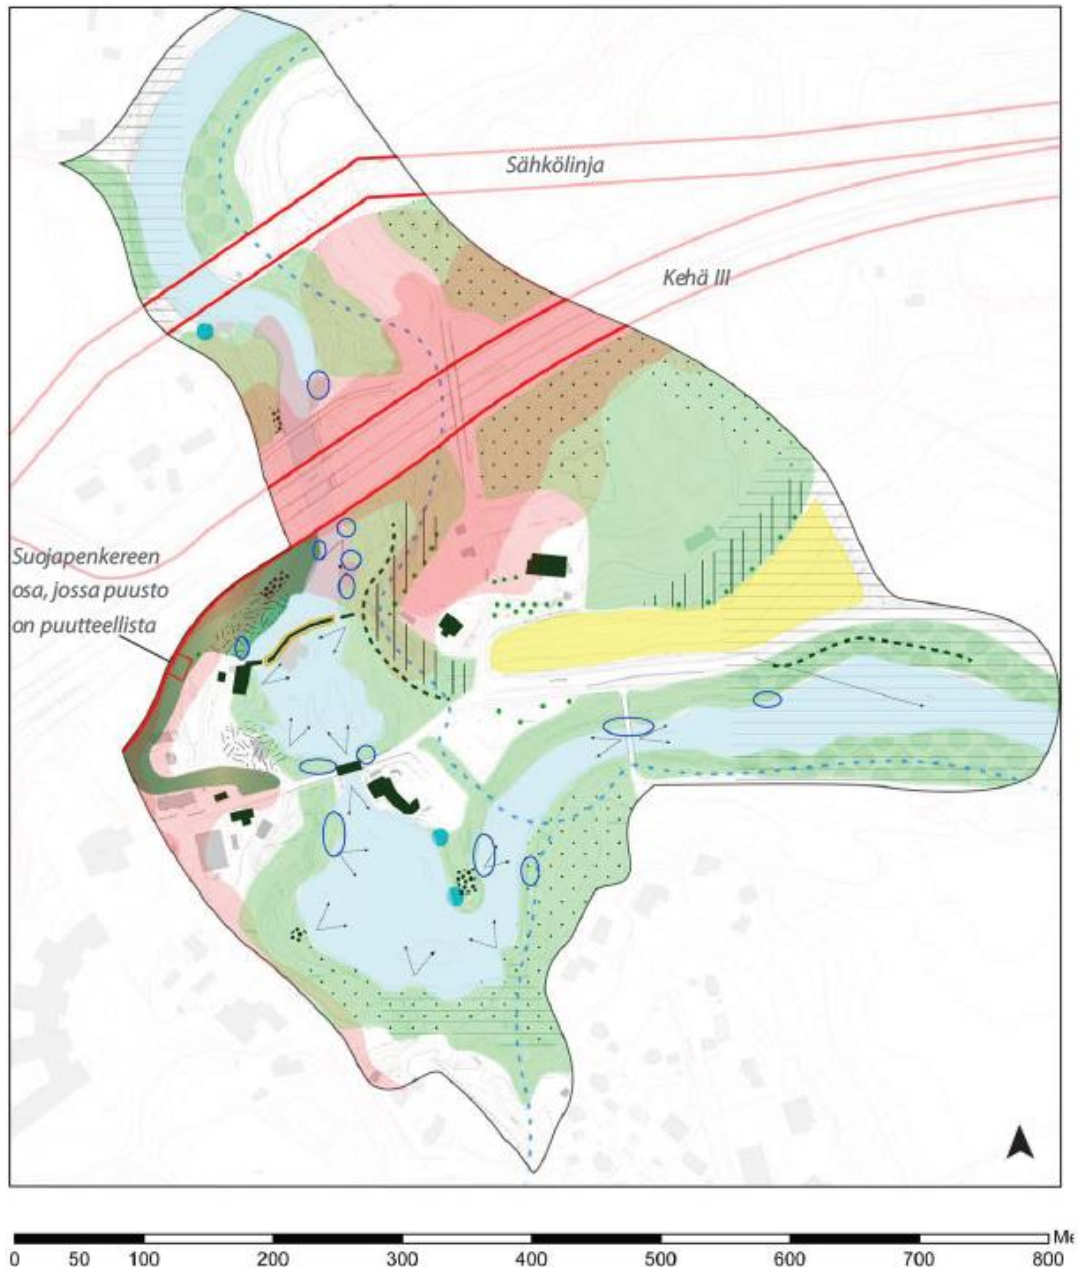 Sähkölinja
Kehä III
Suojapenkereen
osa, jossa puusto
on puutteellista
0 50 100 200 300 400 500 600 700 800
Me